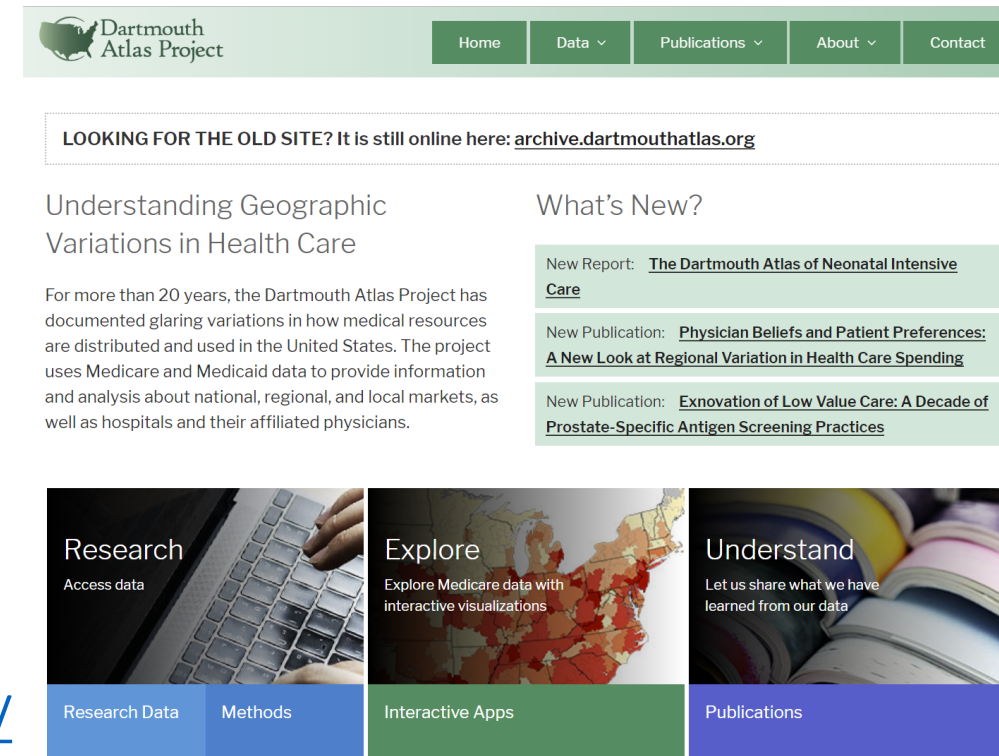 Dartmouth
Atlas Project
Home
Data
Publications
About
Contact
LOOKING FOR THE OLD SITE? It is still online here: archive.dartmouthatlas.org
Understanding Geographic
Variations in Health Care
For more than 20 years, the Dartmouth Atlas Project has
documented glaring variations in how medical resources
are distributed and used in the United States. The project
uses Medicare and Medicaid data to provide information
and analysis about national, regional, and local markets, as
well as hospitals and their affiliated physicians.
What's New?
New Report: The Dartmouth Atlas of Neonatal Intensive
Care
New Publication: Physician Beliefs and Patient Preferences:
A New Look at Regional Variation in Health Care Spending
New Publication: Exnovation of Low Value Care: A Decade of
Prostate-Specific Antigen Screening Practices
Research
Access data
Research Data
Methods
Explore
Explore Medicare data with
interactive visualizations
Interactive Apps
Understand
Let us share what we have
learned from our data
Publications
/